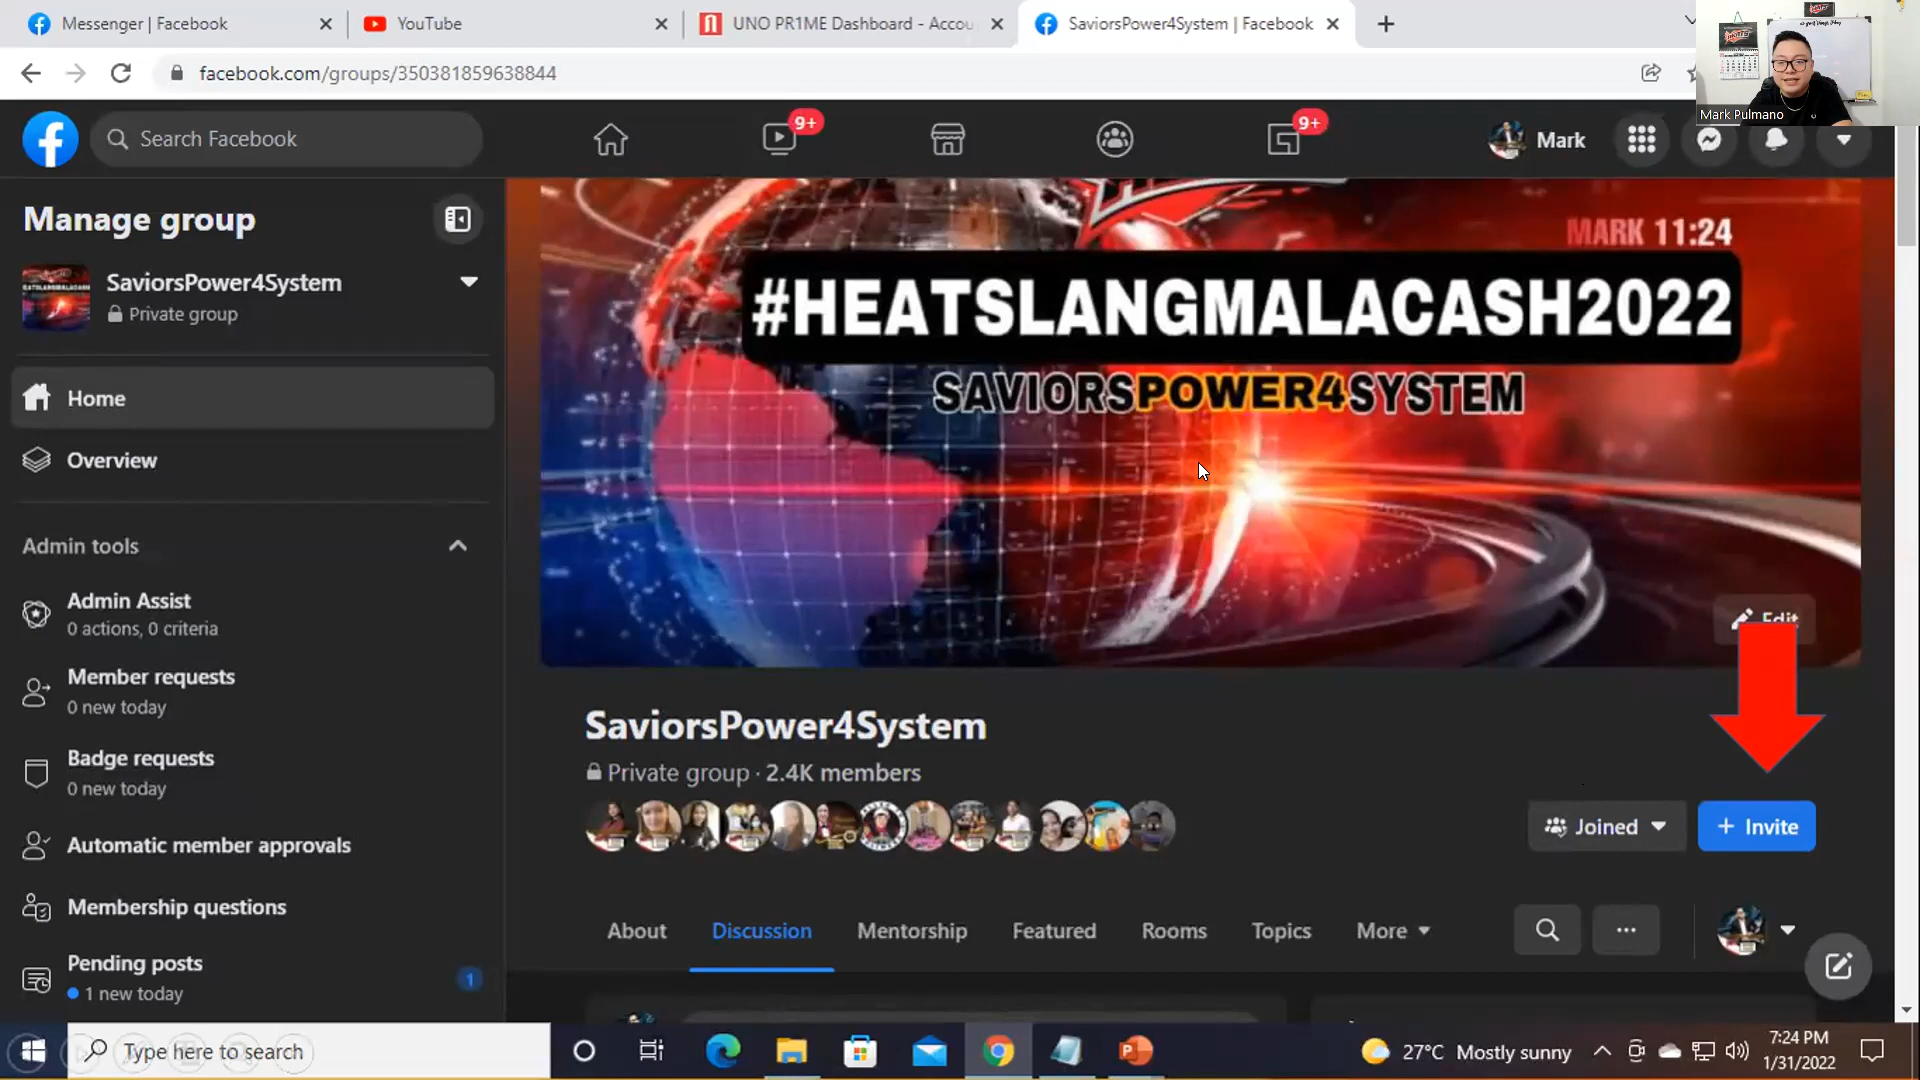 Messenger | Facebook
YouTube
UNO PR1ME Dashboard - Accou
SaviorsPower4System | Facebook
facebook.com/groups/350381859638844
Mark Pulmano
Search Facebook
9+
9+
Mark
Manage group
SaviorsPower4System
Private group
Home
Overview
Admin tools
Admin Assist
0 actions, 0 criteria
Member requests
0 new today
Badge requests
0 new today
Automatic member approvals
Membership questions
Pending posts
1 new today
1
MARK 11:24
#HEATSLANGMALACASH2022
SAVIORSPOWER4SYSTEM
Edit
SaviorsPower4System
Private group · 2.4K members
Joined
+ Invite
About
Discussion
Mentorship
Featured
Rooms
Topics
More
Type here to search
27°C Mostly sunny
7:24 PM
1/31/2022